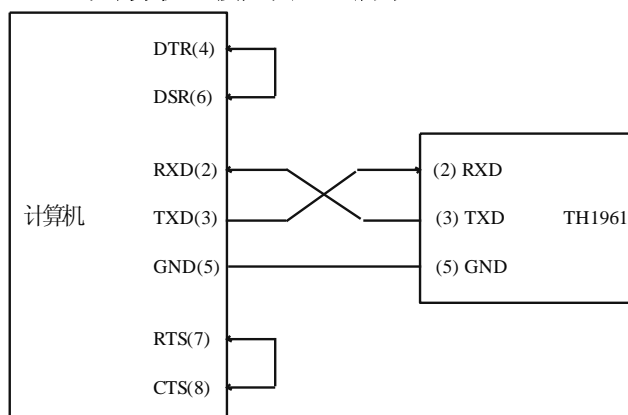 DTR(4)
DSR(6)
RXD(2)
(2) RXD
计算机
TXD(3)
(3) TXD
TH1961
GND(5)
(5) GND
RTS(7)
CTS(8)